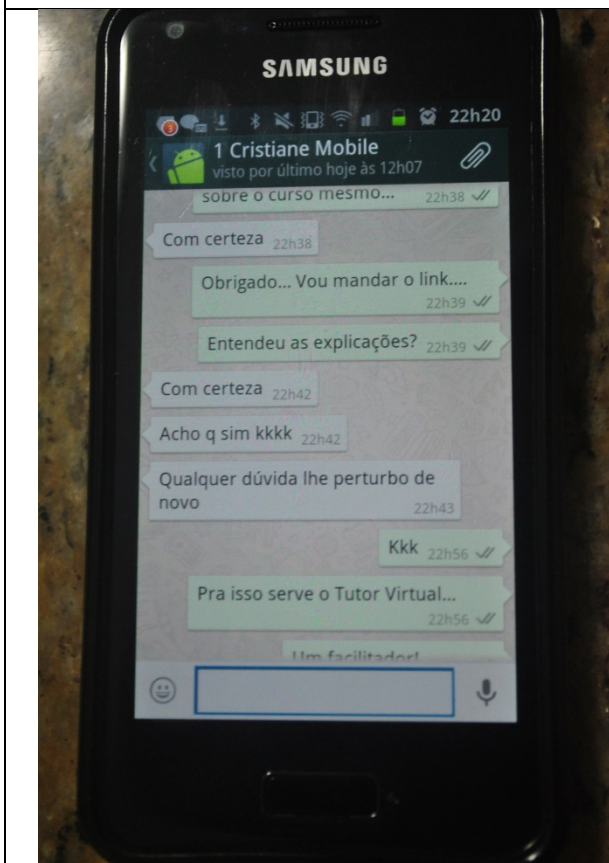 SAMSUNG
22h20
1 Cristiane Mobile
visto por último hoje às 12h07
sobre o curso mesmo... 22h38
Com certeza 22h38
Obrigado... Vou mandar o link....
22h39
Entendeu as explicações? 22h39
Com certeza 22h42
Acho q sim kkkk 22h42
Qualquer dúvida lhe perturbo de
novo 22h43
Kkk 22h56
Pra isso serve o Tutor Virtual...
22h56
Um facilitador!